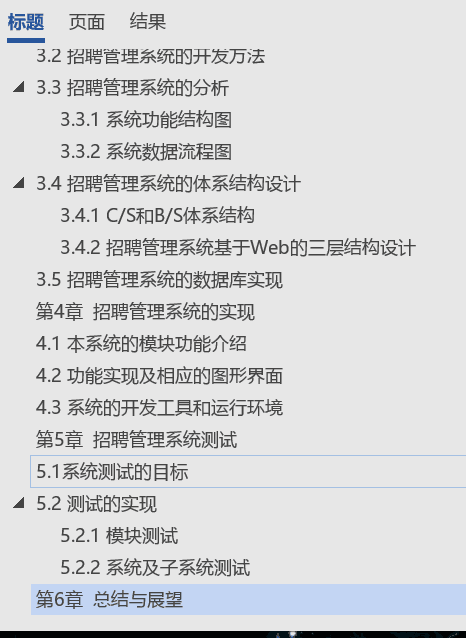 标题 页面 结果
3.2 招聘管理系统的开发方法
3.3 招聘管理系统的分析
3.3.1 系统功能结构图
3.3.2 系统数据流程图
3.4 招聘管理系统的体系结构设计
3.4.1 C/S和B/S体系结构
3.4.2 招聘管理系统基于Web的三层结构设计
3.5 招聘管理系统的数据库实现
第4章 招聘管理系统的实现
4.1 本系统的模块功能介绍
4.2 功能实现及相应的图形界面
4.3 系统的开发工具和运行环境
第5章 招聘管理系统测试
5.1系统测试的目标
5.2 测试的实现
5.2.1 模块测试
5.2.2 系统及子系统测试
第6章 总结与展望